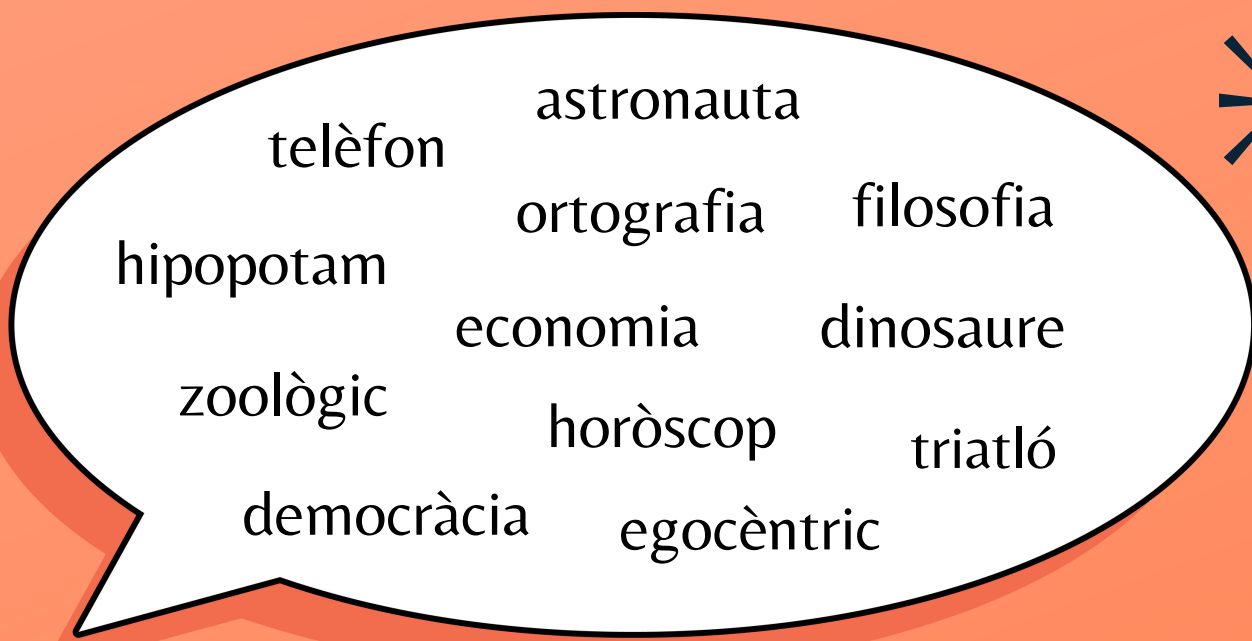 astronauta
telèfon
ortografia
filosofia
hipopotam
economia
dinosaure
zoològic
horòscop
triatló
democràcia
egocèntric